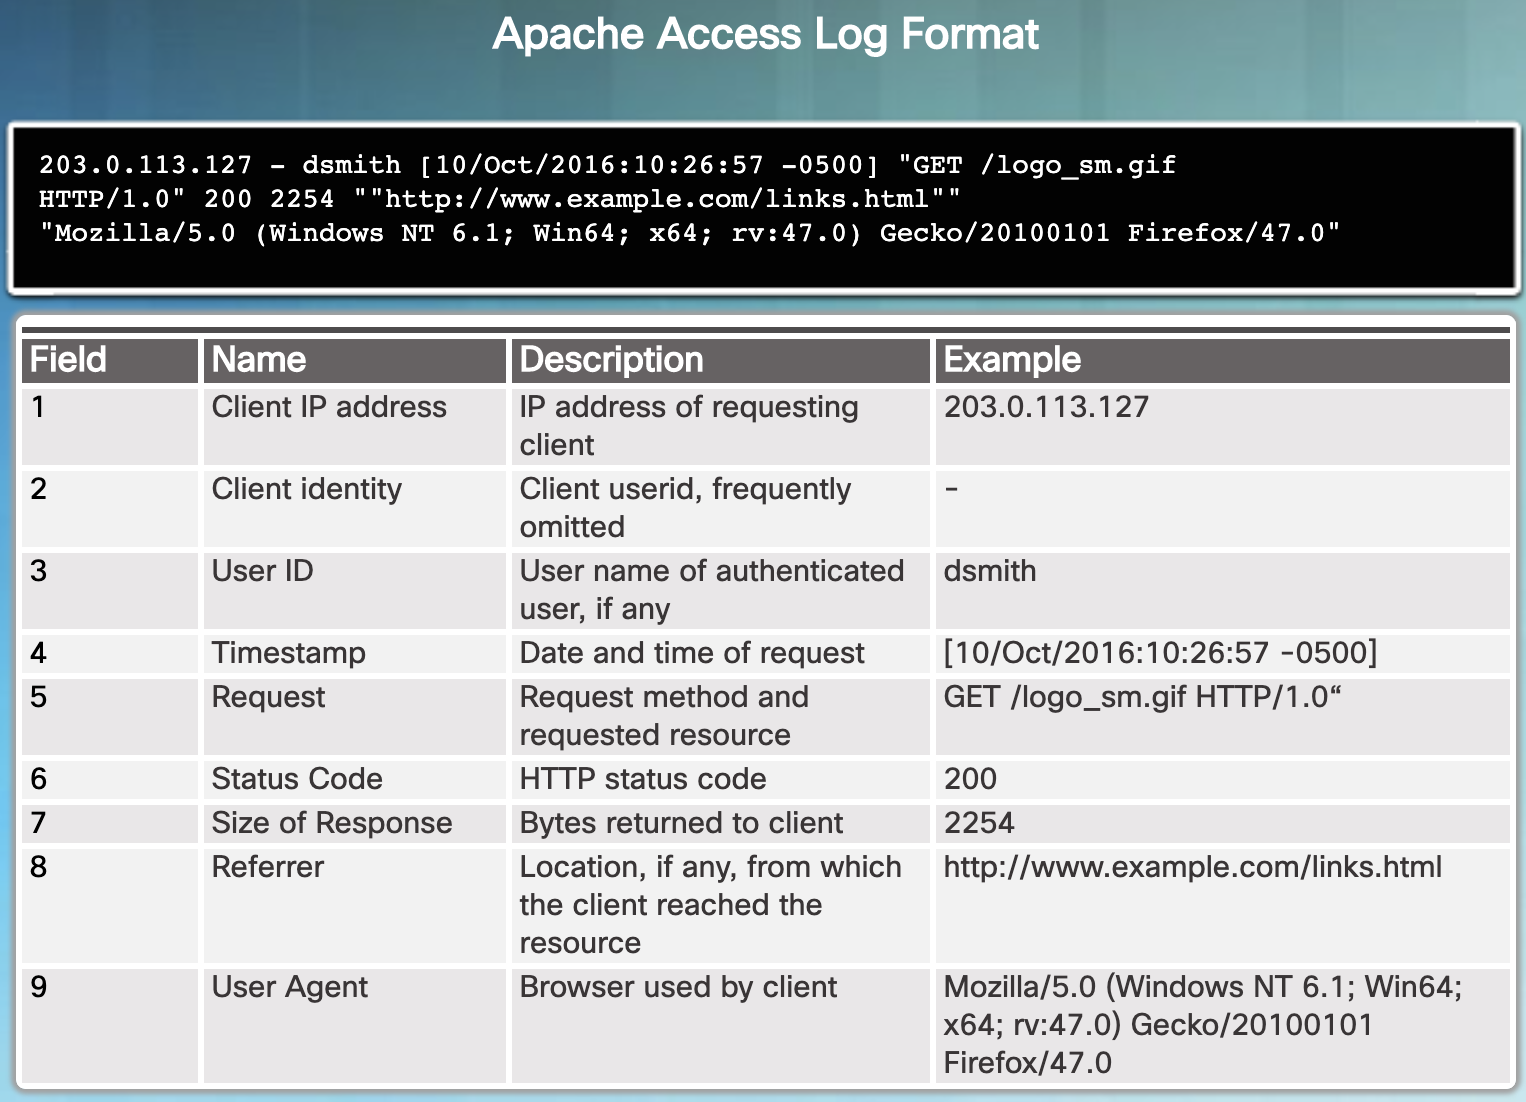 Apache Access Log Format
203.0.113.127 – dsmith [10/Oct/2016:10:26:57 –0500] "GET /logo_sm.gif
HTTP/1.0" 200 2254 ""http://www.example.com/links.html""
"Mozilla/5.0 (Windows NT 6.1; Win64; x64; rv:47.0) Gecko/20100101 Firefox/47.0"
Field Name Description Example
1 Client IP address IP address of requesting 203.0.113.127
client
2 Client identity Client userid, frequently -
omitted
3 User ID User name of authenticated dsmith
user, if any
4 Timestamp Date and time of request [10/Oct/2016:10:26:57 -0500]
5 Request Request method and GET /logo_sm.gif HTTP/1.0“
requested resource
6 Status Code HTTP status code 200
7 Size of Response Bytes returned to client 2254
8 Referrer Location, if any, from which http://www.example.com/links.html
the client reached the
resource
9 User Agent Browser used by client Mozilla/5.0 (Windows NT 6.1; Win64;
x64; rv:47.0) Gecko/20100101
Firefox/47.0